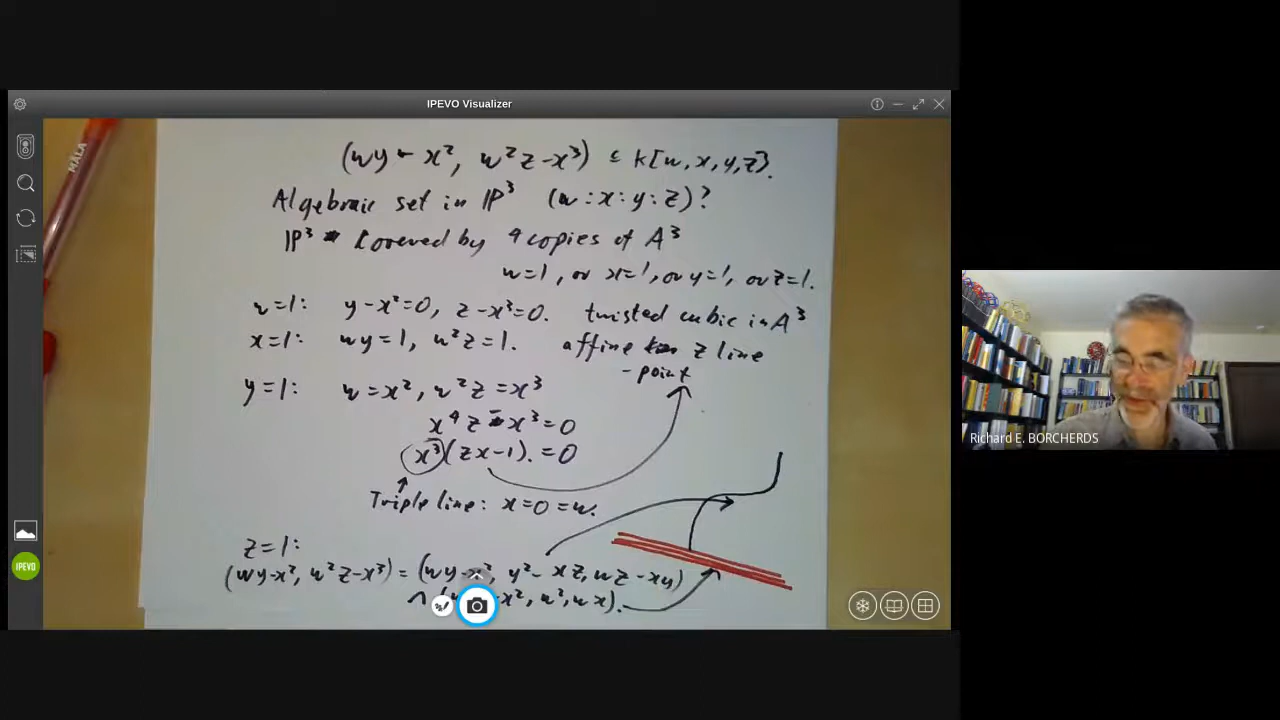 IPEVO Visualizer
MÅLA
(wy - x², w²z - x³) ⊆ k[w, x, y, z].
Algebraic set in ℙ³ (w : x : y : z)?
ℙ³ Covered by 4 copies of A³
w=1, or x=1, or y=1, or z=1.
w=1: y-x²=0, z-x³=0. twisted cubic in A³
x=1: wy=1, w²z=1. affine z line
- point
y=1: w=x², w²z=x³
x⁴z - x³=0
x³(zx-1).=0
Triple line: x=0=w.
z=1:
(wy-x², w²z-x³) = (wy-x², y²-xz, wz-xy)
∩ x², w², wx).
IPEVO
Richard E. BORCHERDS